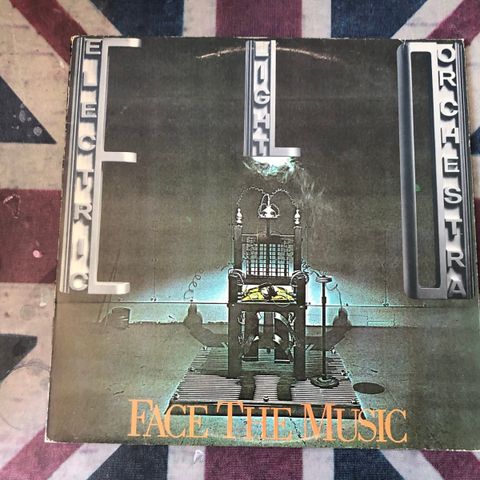 ELECTRIC
LIGHT
ORCHESTRA
FACE THE MUSIC